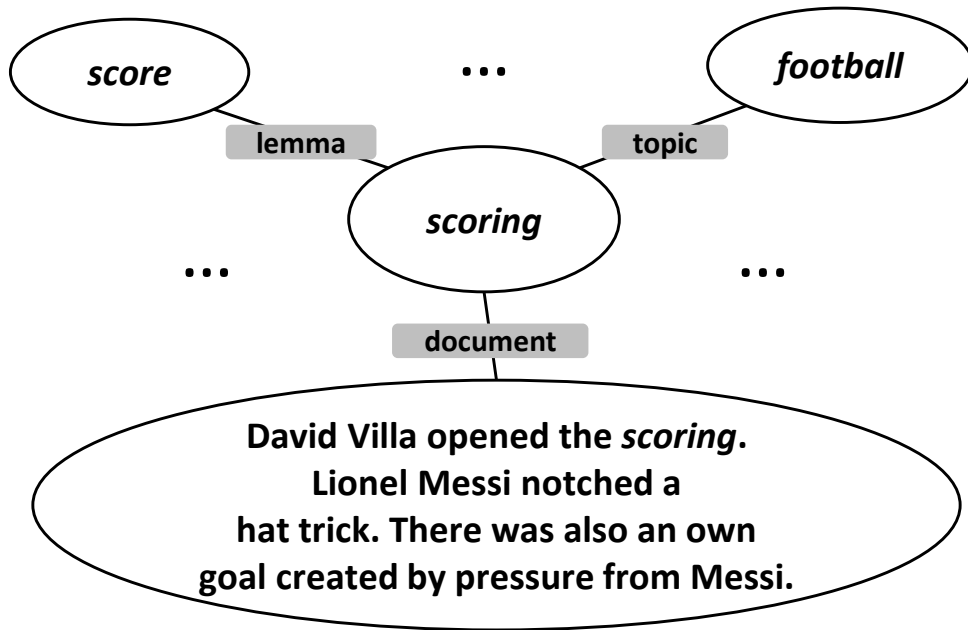 score
...
football
lemma
topic
scoring
...
...
document
David Villa opened the scoring.
Lionel Messi notched a
hat trick. There was also an own
goal created by pressure from Messi.